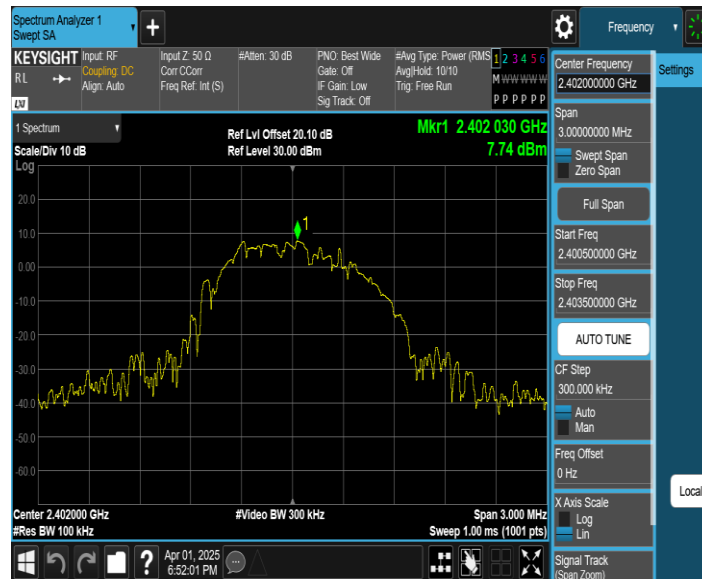 Spectrum Analyzer 1
Swept SA
Frequency
KEYSIGHT
RL
LXI
Input: RF
Coupling: DC
Align: Auto
Input Z: 50 Ω
Corr CCorr
Freq Ref: Int (S)
#Atten: 30 dB
PNO: Best Wide
Gate: Off
IF Gain: Low
Sig Track: Off
#Avg Type: Power (RMS
Avg|Hold: 10/10
Trig: Free Run
1 2 3 4 5 6
M W W W W W
P P P P P P
Center Frequency
2.402000000 GHz
Settings
Span
3.00000000 MHz
Swept Span
Zero Span
Full Span
Start Freq
2.400500000 GHz
Stop Freq
2.403500000 GHz
AUTO TUNE
CF Step
300.000 kHz
Auto
Man
Freq Offset
0 Hz
X Axis Scale
Log
Lin
Signal Track
(Span Zoom)
Local
1 Spectrum
Scale/Div 10 dB
Ref Lvl Offset 20.10 dB
Ref Level 30.00 dBm
Mkr1 2.402 030 GHz
7.74 dBm
Log
1
20.0
10.0
0.00
-10.0
-20.0
-30.0
-40.0
-50.0
-60.0
Center 2.402000 GHz
#Video BW 300 kHz
Span 3.000 MHz
#Res BW 100 kHz
Sweep 1.00 ms (1001 pts)
?
Apr 01, 2025
6:52:01 PM